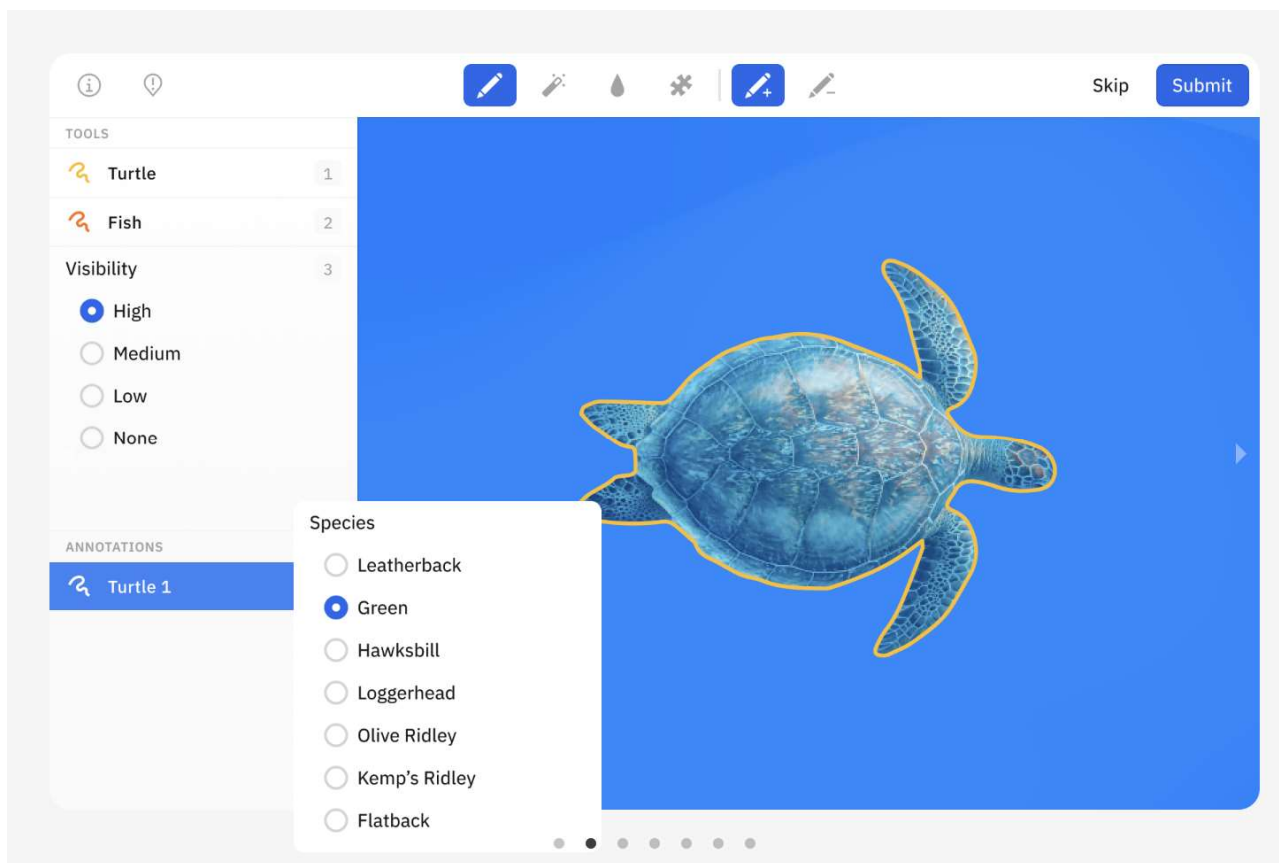 Skip
Submit
TOOLS
Turtle 1
Fish 2
Visibility 3
High
Medium
Low
None
ANNOTATIONS
Turtle 1
Species
Leatherback
Green
Hawksbill
Loggerhead
Olive Ridley
Kemp’s Ridley
Flatback